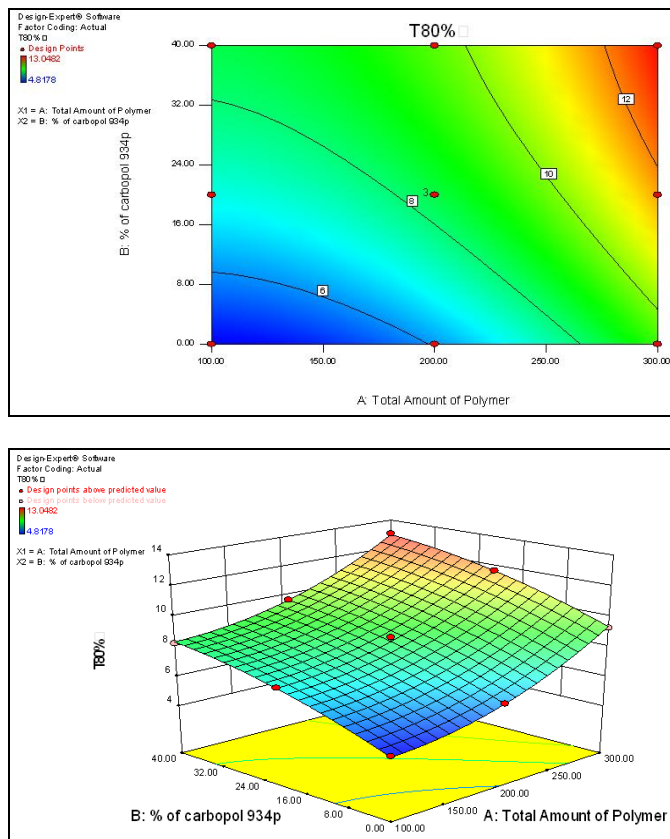 Design-Expert® Software
Factor Coding: Actual
T80% □
Design Points
13.0482
4.8178
X1 = A: Total Amount of Polymer
X2 = B: % of carbopol 934p
T80% □
40.00
32.00
24.00
16.00
8.00
0.00
100.00 150.00 200.00 250.00 300.00
B: % of carbopol 934p
A: Total Amount of Polymer
12
10
3
8
6
Design-Expert® Software
Factor Coding: Actual
T80% □
Design points above predicted value
Design points below predicted value
13.0482
4.8178
X1 = A: Total Amount of Polymer
X2 = B: % of carbopol 934p
14
12
10
8
6
4
T80% □
40.00
32.00
24.00
16.00
8.00
0.00
100.00
150.00
200.00
250.00
300.00
B: % of carbopol 934p
A: Total Amount of Polymer